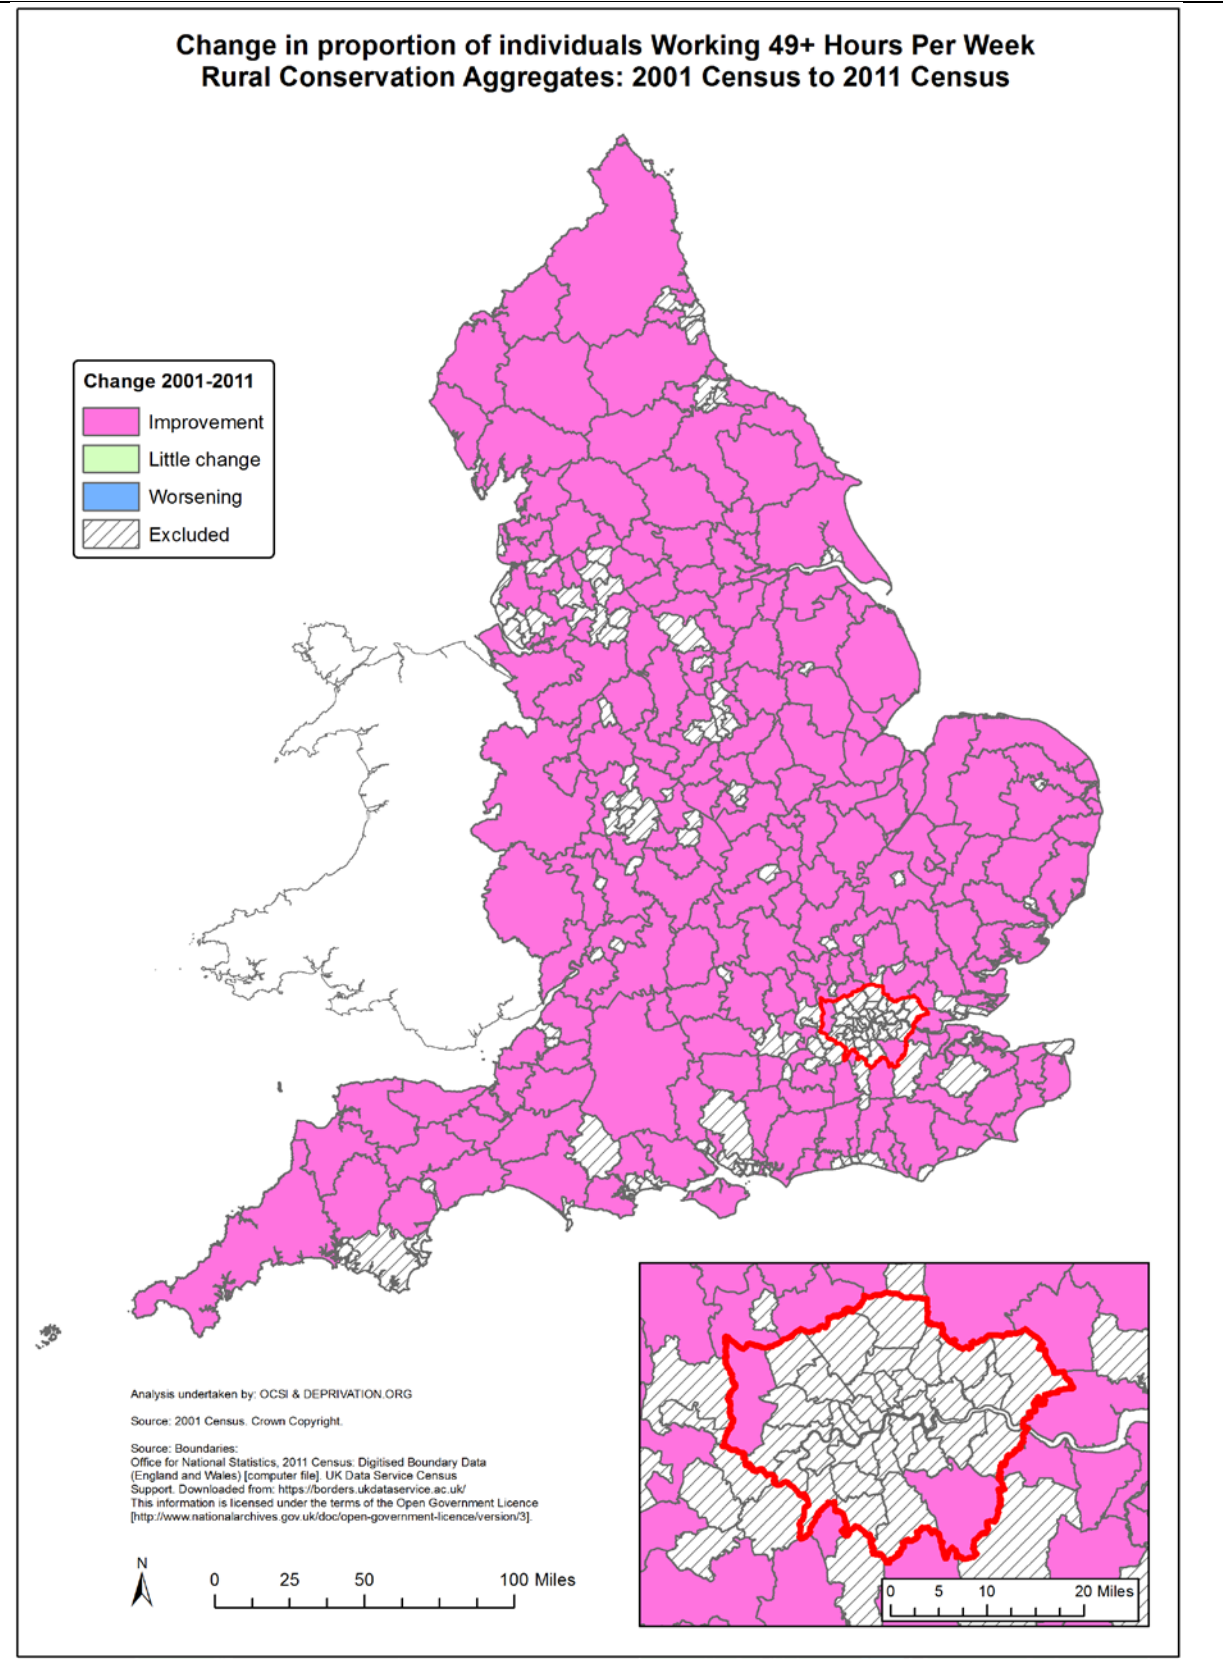 Change in proportion of individuals Working 49+ Hours Per Week
Rural Conservation Aggregates: 2001 Census to 2011 Census
Change 2001-2011
Improvement
Little change
Worsening
Excluded
Analysis undertaken by: OCSI & DEPRIVATION.ORG
Source: 2001 Census. Crown Copyright.
Source: Boundaries:
Office for National Statistics, 2011 Census: Digitised Boundary Data
(England and Wales) [computer file]. UK Data Service Census
Support. Downloaded from: https://borders.ukdataservice.ac.uk/
This information is licensed under the terms of the Open Government Licence
[http://www.nationalarchives.gov.uk/doc/open-government-licence/version/3].
N
0 25 50 100 Miles
0 5 10 20 Miles